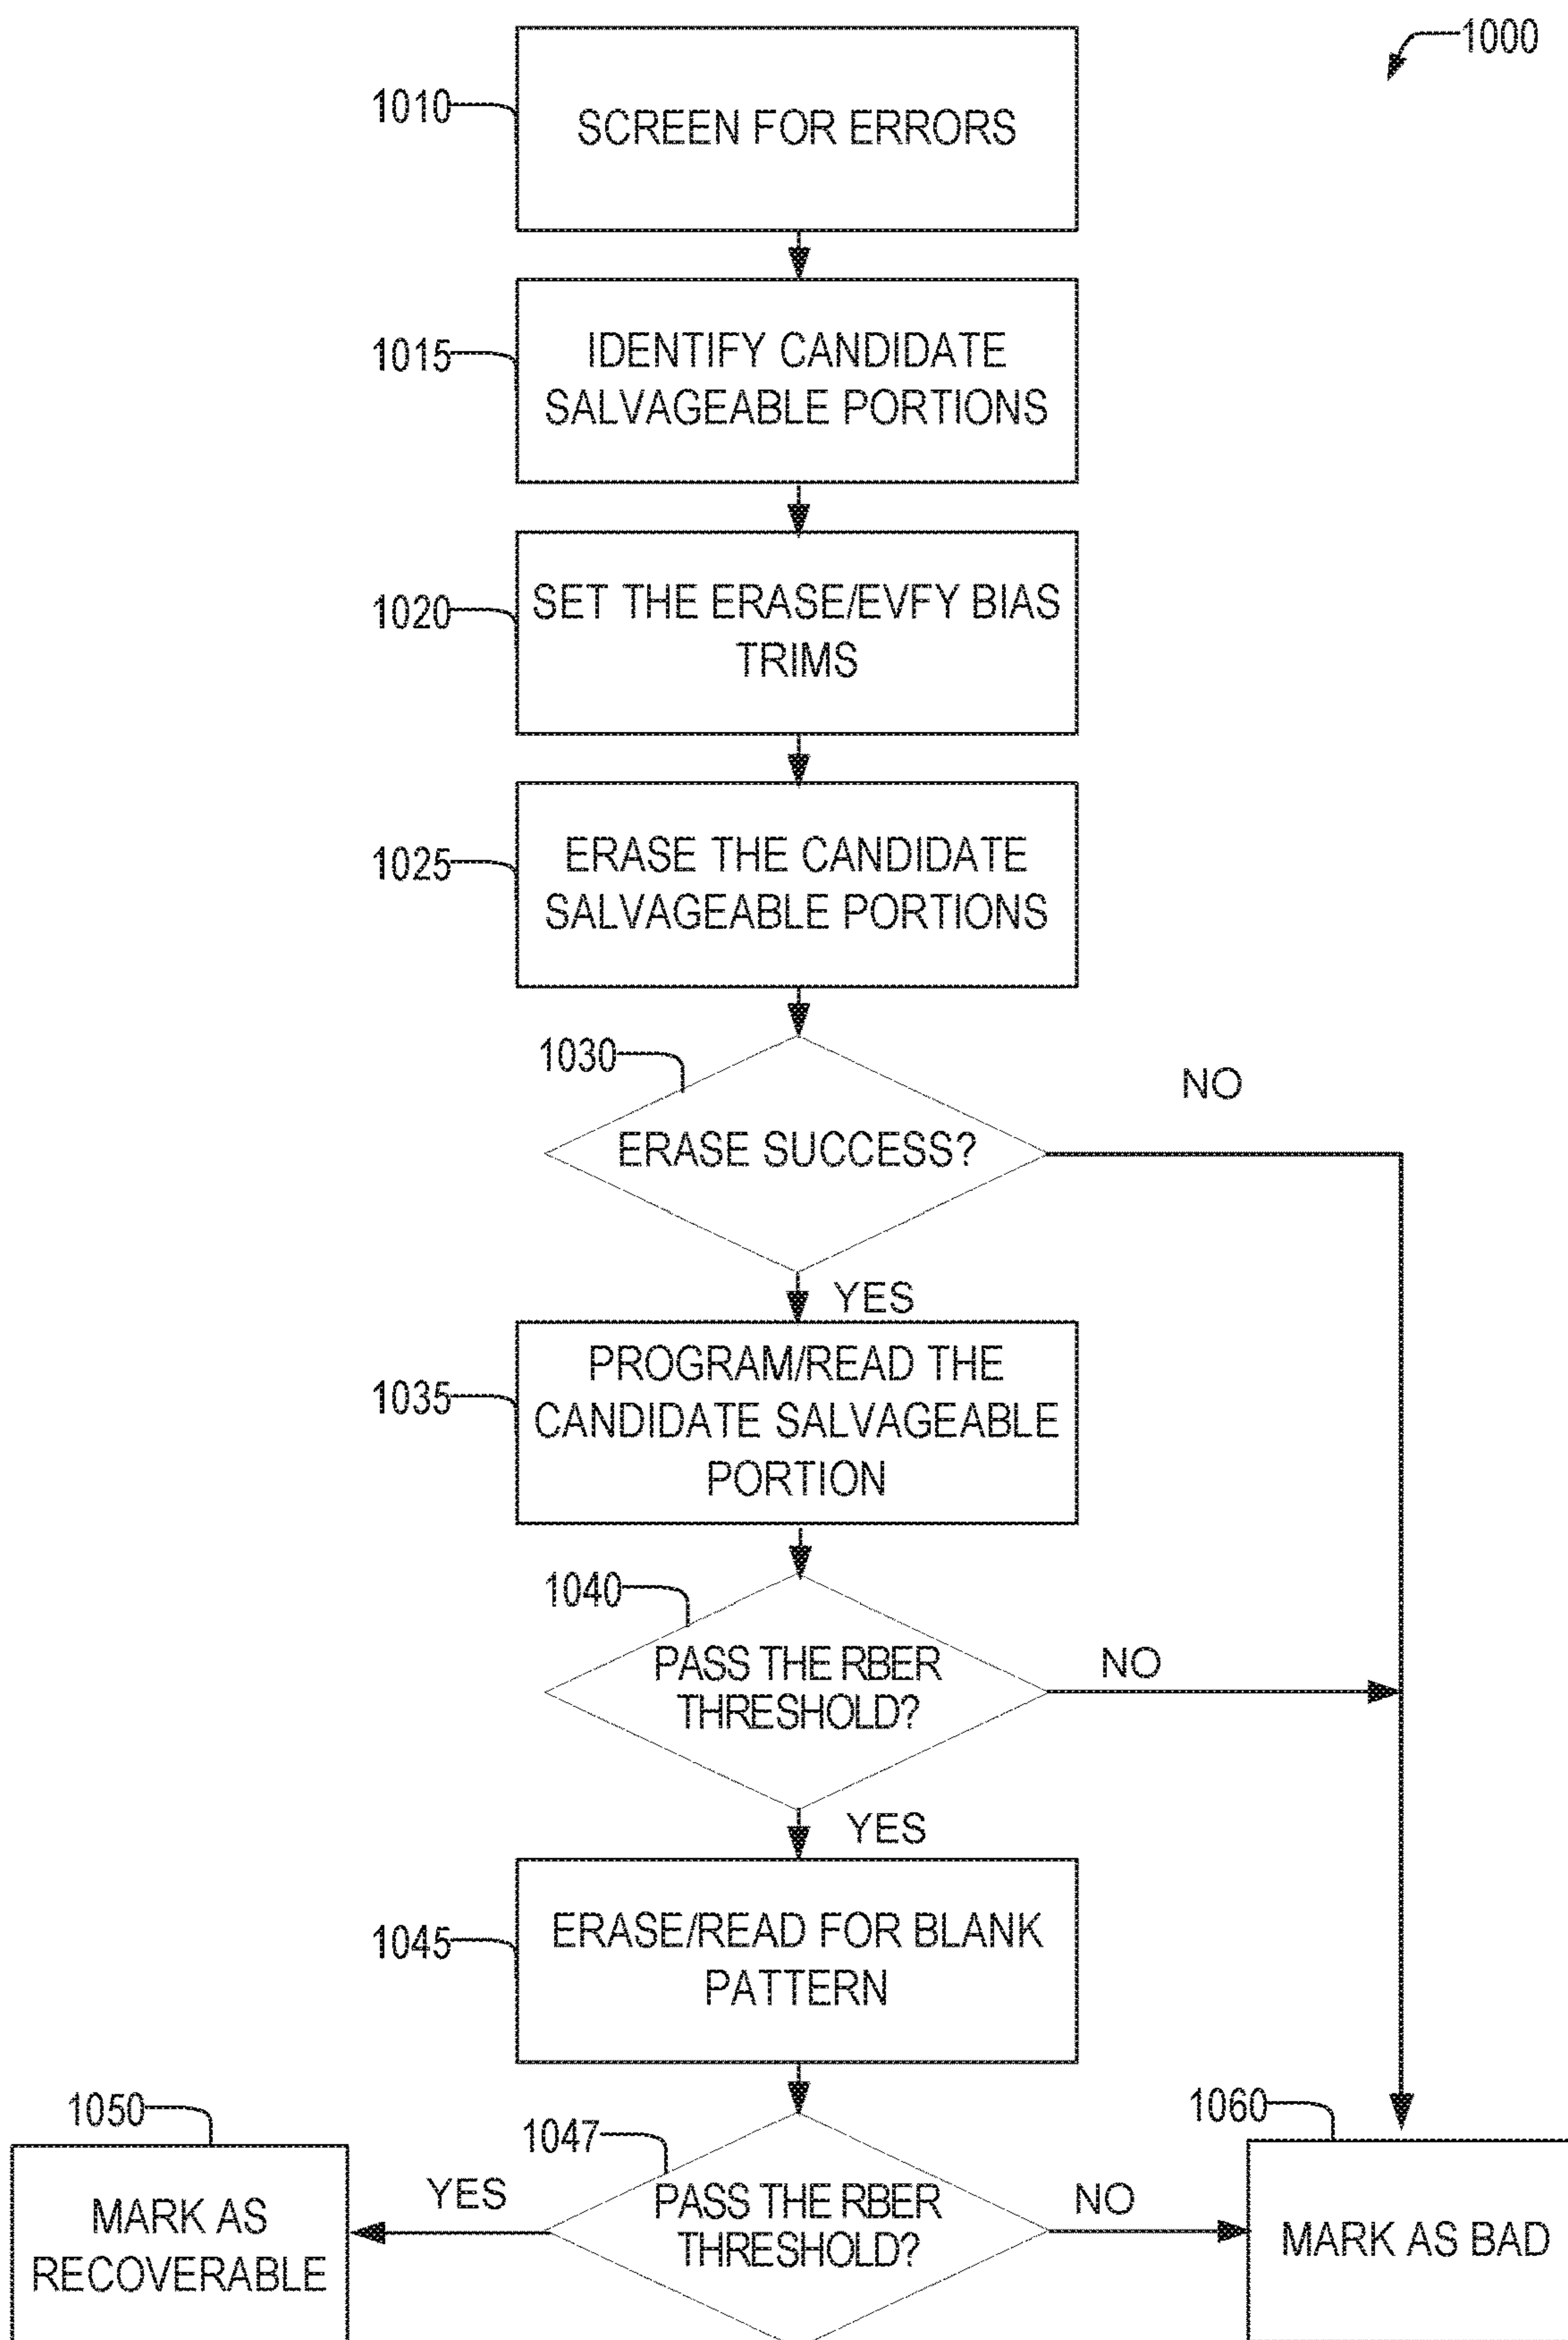 1000
1010
SCREEN FOR ERRORS
1015
IDENTIFY CANDIDATE
SALVAGEABLE PORTIONS
1020
SET THE ERASE/EVFY BIAS
TRIMS
1025
ERASE THE CANDIDATE
SALVAGEABLE PORTIONS
1030
NO
ERASE SUCCESS?
YES
1035
PROGRAM/READ THE
CANDIDATE SALVAGEABLE
PORTION
1040
NO
PASS THE RBER
THRESHOLD?
YES
1045
ERASE/READ FOR BLANK
PATTERN
1050
1047
1060
MARK AS
RECOVERABLE
YES
PASS THE RBER
THRESHOLD?
NO
MARK AS BAD